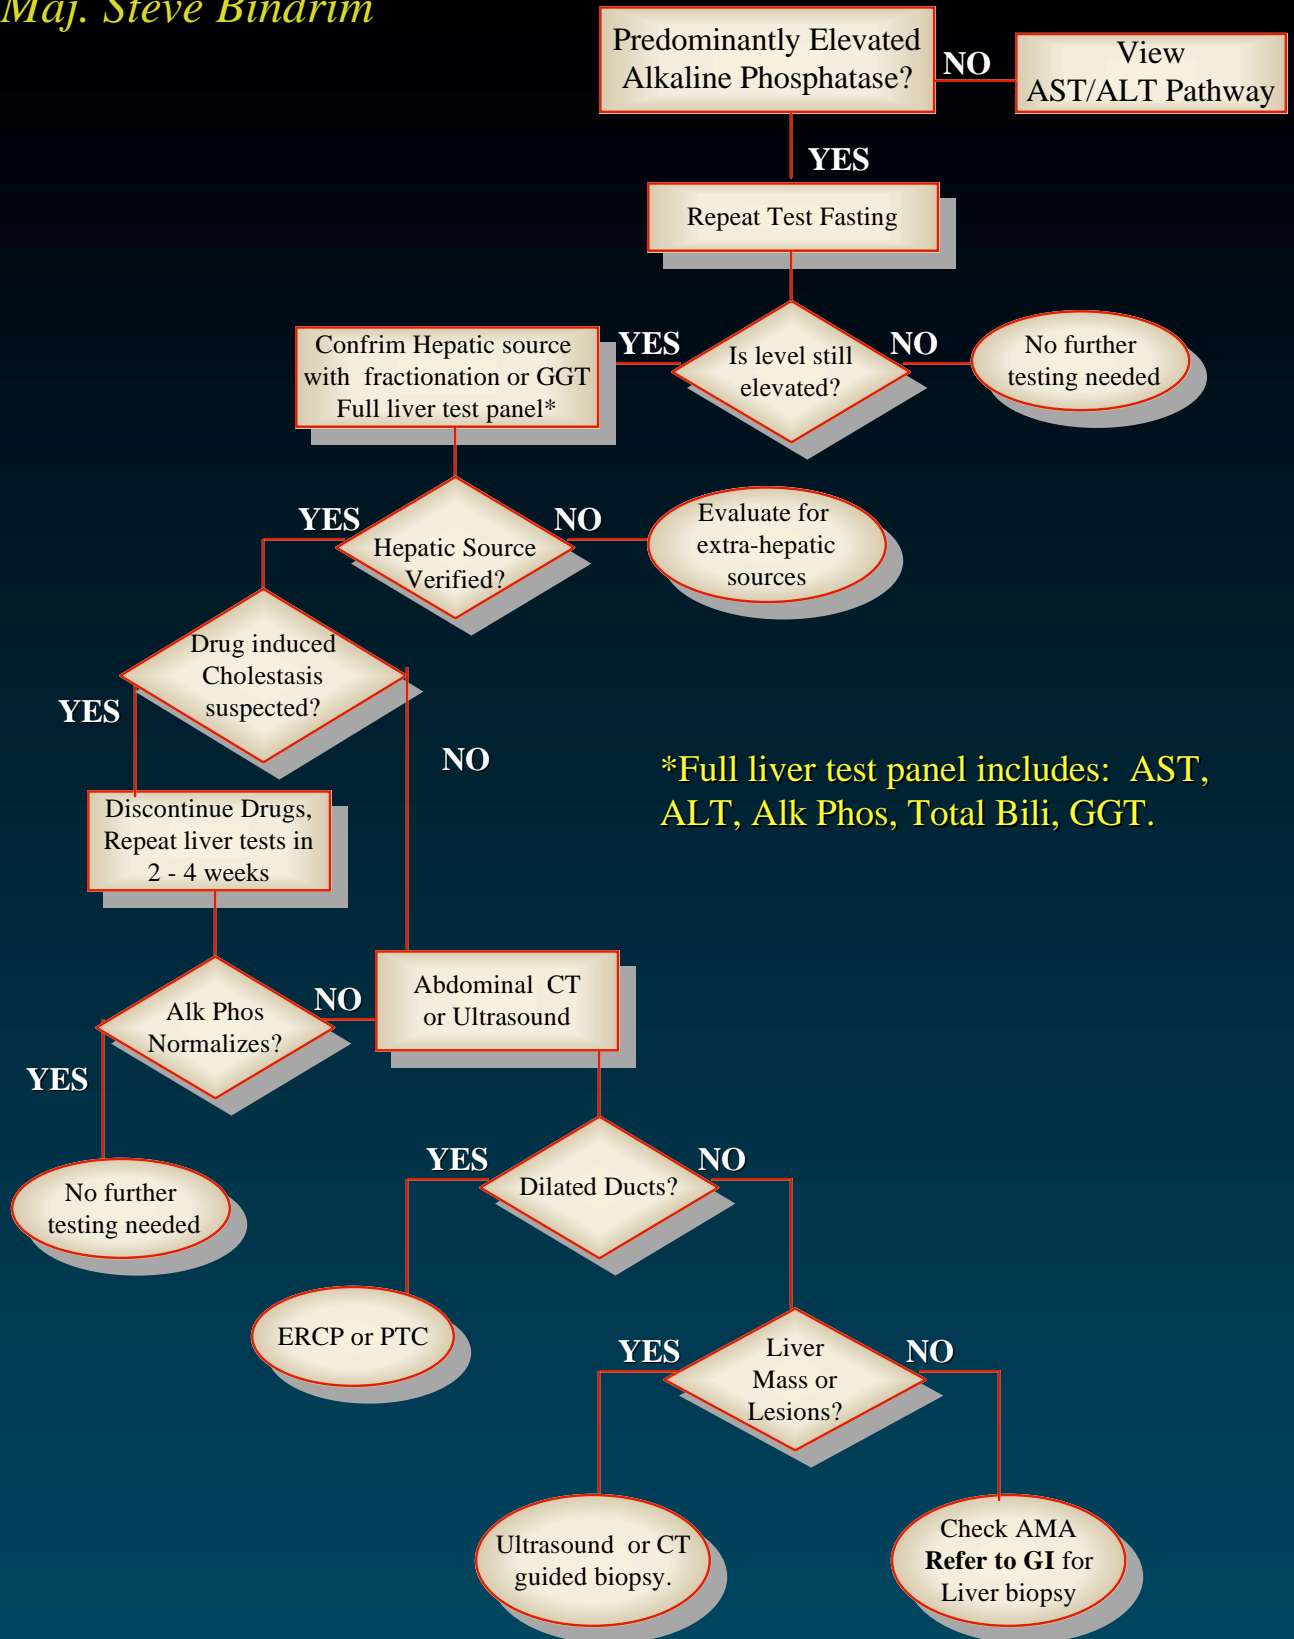 Maj. Steve Bindrim
Predominantly Elevated
Alkaline Phosphatase?
NO
View
AST/ALT Pathway
YES
Repeat Test Fasting
Is level still
elevated?
YES
NO
No further
testing needed
Confrim Hepatic source
with fractionation or GGT
Full liver test panel*
Hepatic Source
Verified?
YES
NO
Evaluate for
extra-hepatic
sources
Drug induced
Cholestasis
suspected?
YES
NO
*Full liver test panel includes: AST,
ALT, Alk Phos, Total Bili, GGT.
Discontinue Drugs,
Repeat liver tests in
2 - 4 weeks
Alk Phos
Normalizes?
NO
YES
Abdominal CT
or Ultrasound
No further
testing needed
Dilated Ducts?
YES
NO
ERCP or PTC
Liver
Mass or
Lesions?
YES
NO
Ultrasound or CT
guided biopsy.
Check AMA
Refer to GI for
Liver biopsy